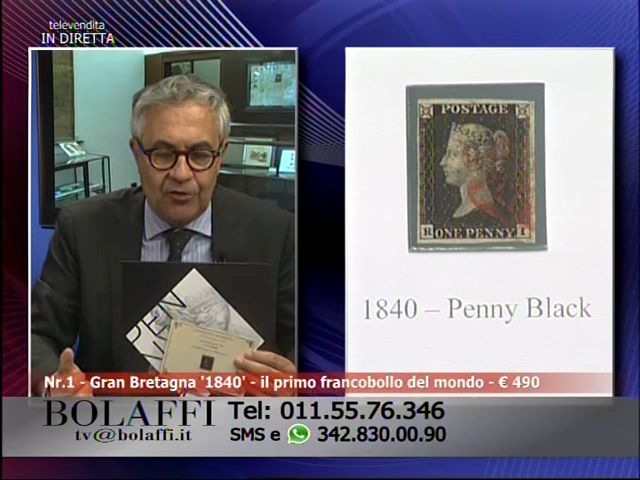 televendita
IN DIRETTA
POSTAGE
R I
ONE PENNY
1840 – Penny Black
Nr.1 - Gran Bretagna '1840' - il primo francobollo del mondo - € 490
BOLAFFI
tv@bolaffi.it
Tel: 011.55.76.346
SMS e 342.830.00.90